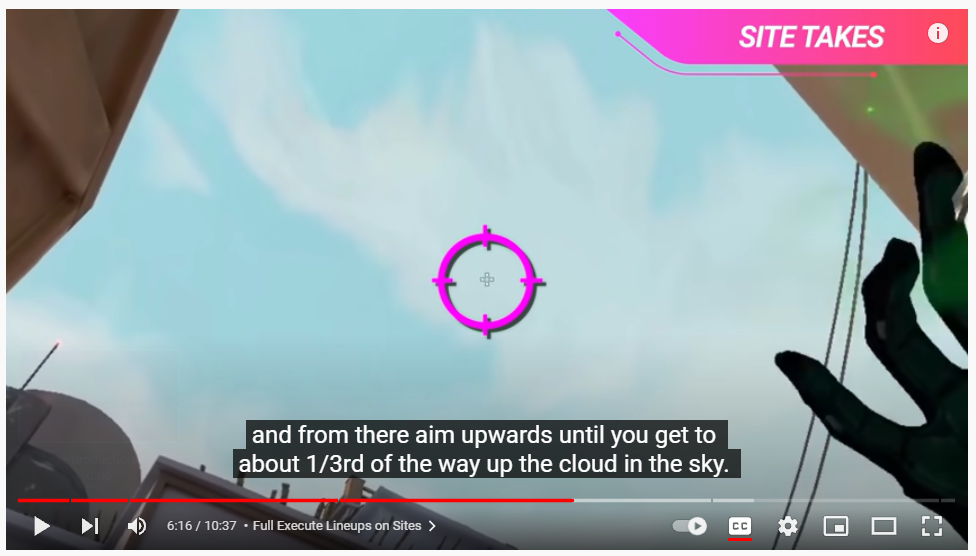 SITE TAKES
and from there aim upwards until you get to
about 1/3rd of the way up the cloud in the sky.
6:16 / 10:37 • Full Execute Lineups on Sites
CC